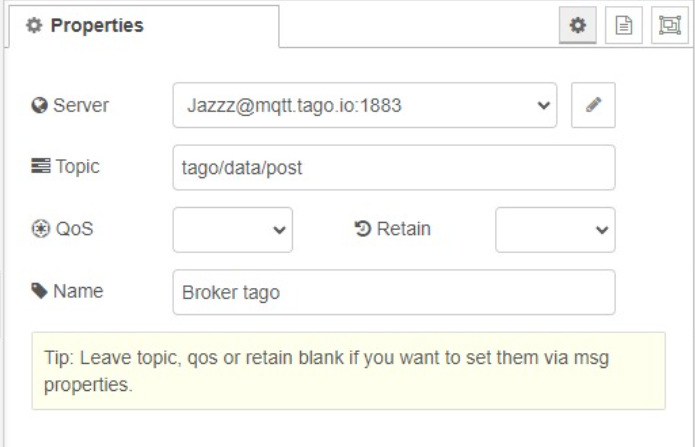 Properties
Server
Jazzz@mqtt.tago.io:1883
Topic
tago/data/post
QoS
Retain
Name
Broker tago
Tip: Leave topic, qos or retain blank if you want to set them via msg
properties.